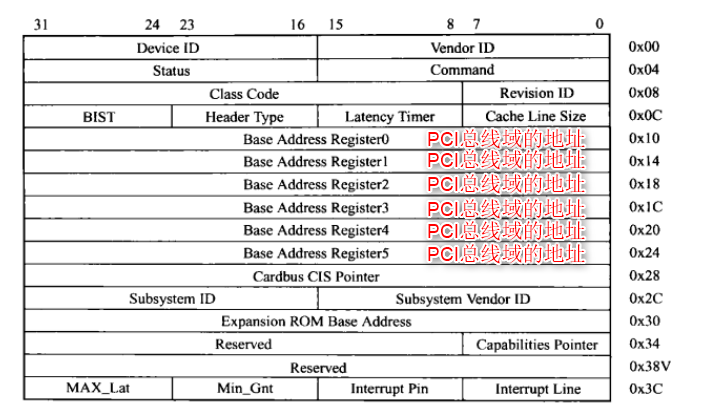 31 24 23 16 15 8 7 0
Device ID Vendor ID 0x00
Status Command 0x04
Class Code Revision ID 0x08
BIST Header Type Latency Timer Cache Line Size 0x0C
Base Address Register0 PCI总线域的地址 0x10
Base Address Register1 PCI总线域的地址 0x14
Base Address Register2 PCI总线域的地址 0x18
Base Address Register3 PCI总线域的地址 0x1C
Base Address Register4 PCI总线域的地址 0x20
Base Address Register5 PCI总线域的地址 0x24
Cardbus CIS Pointer 0x28
Subsystem ID Subsystem Vendor ID 0x2C
Expansion ROM Base Address 0x30
Reserved Capabilities Pointer 0x34
Reserved 0x38V
MAX_Lat Min_Gnt Interrupt Pin Interrupt Line 0x3C